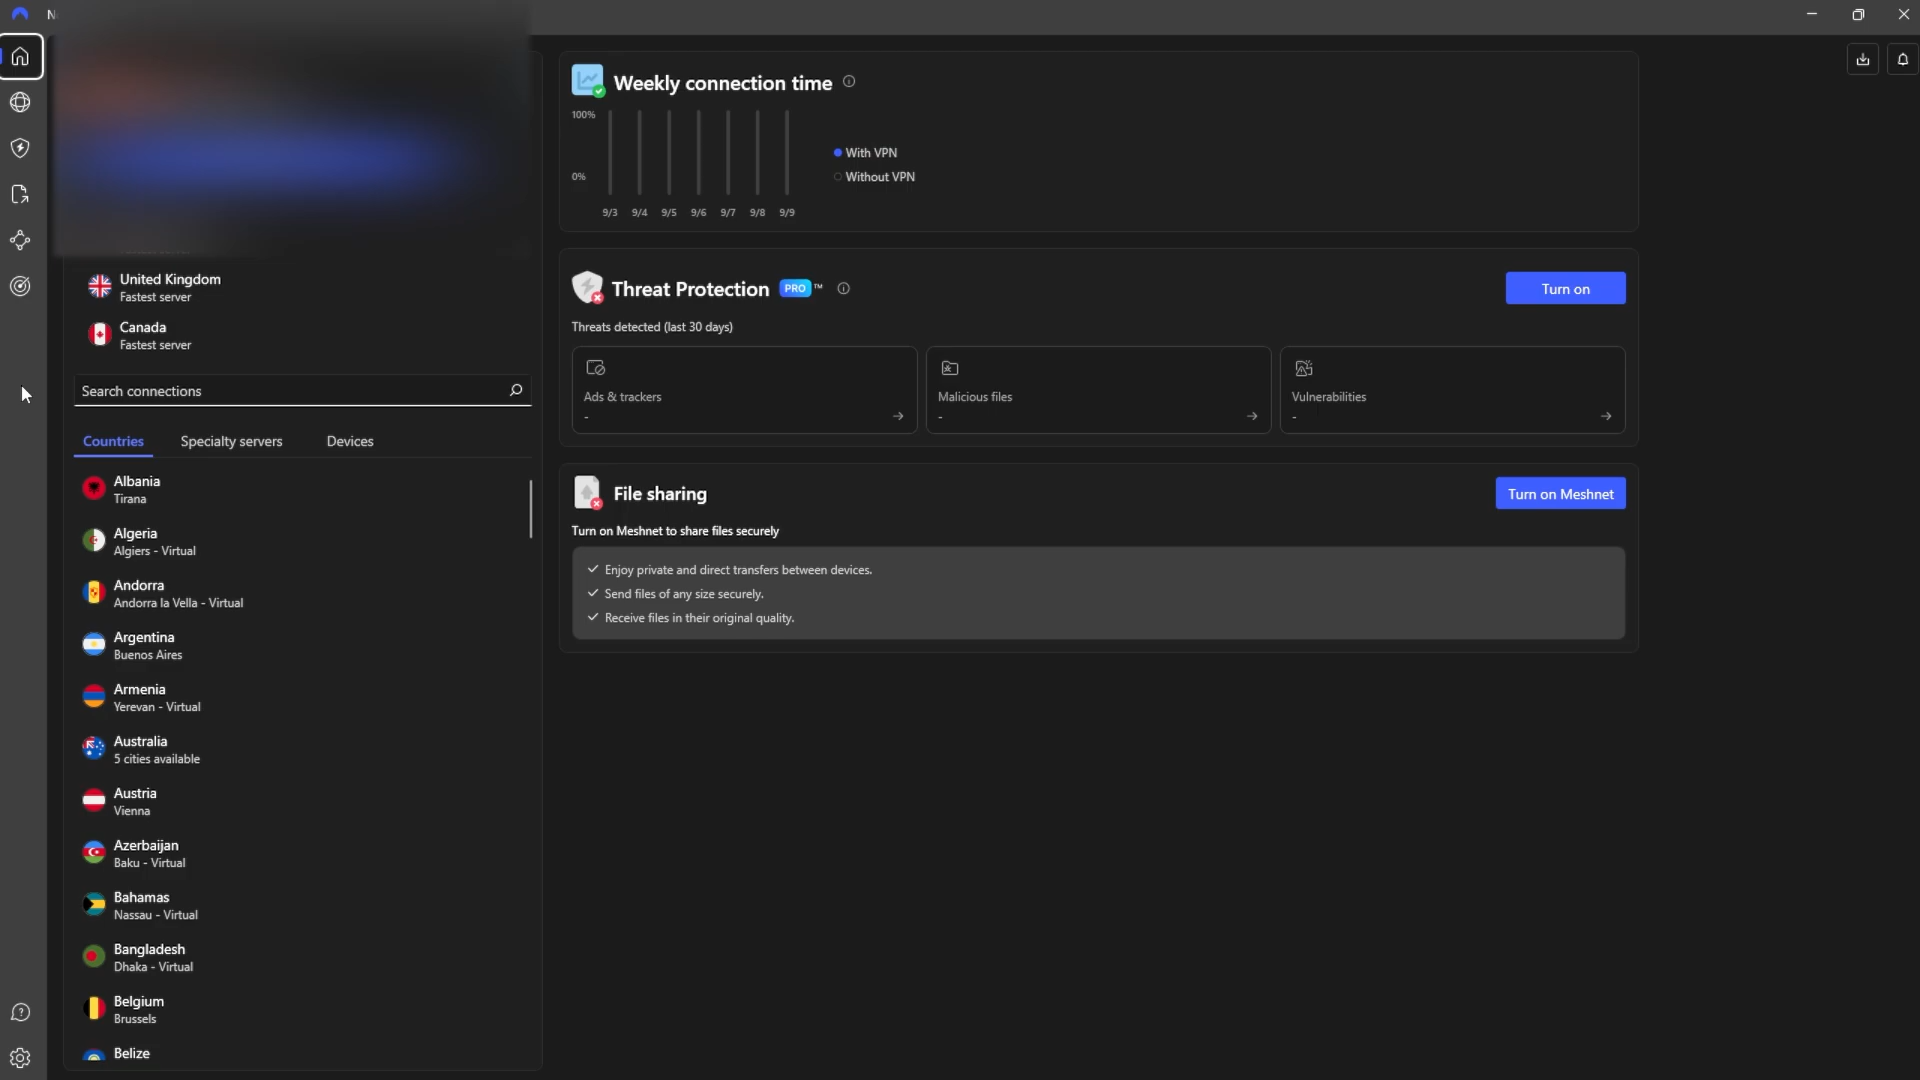 N
United Kingdom
Fastest server
Canada
Fastest server
Search connections
Countries
Specialty servers
Devices
Albania
Tirana
Algeria
Algiers - Virtual
Andorra
Andorra la Vella - Virtual
Argentina
Buenos Aires
Armenia
Yerevan - Virtual
Australia
5 cities available
Austria
Vienna
Azerbaijan
Baku - Virtual
Bahamas
Nassau - Virtual
Bangladesh
Dhaka - Virtual
Belgium
Brussels
Belize
Weekly connection time
100%
0%
9/3 9/4 9/5 9/6 9/7 9/8 9/9
With VPN
Without VPN
Threat Protection PRO ™
Turn on
Threats detected (last 30 days)
Ads & trackers
-
Malicious files
-
Vulnerabilities
-
File sharing
Turn on Meshnet
Turn on Meshnet to share files securely
Enjoy private and direct transfers between devices.
Send files of any size securely.
Receive files in their original quality.